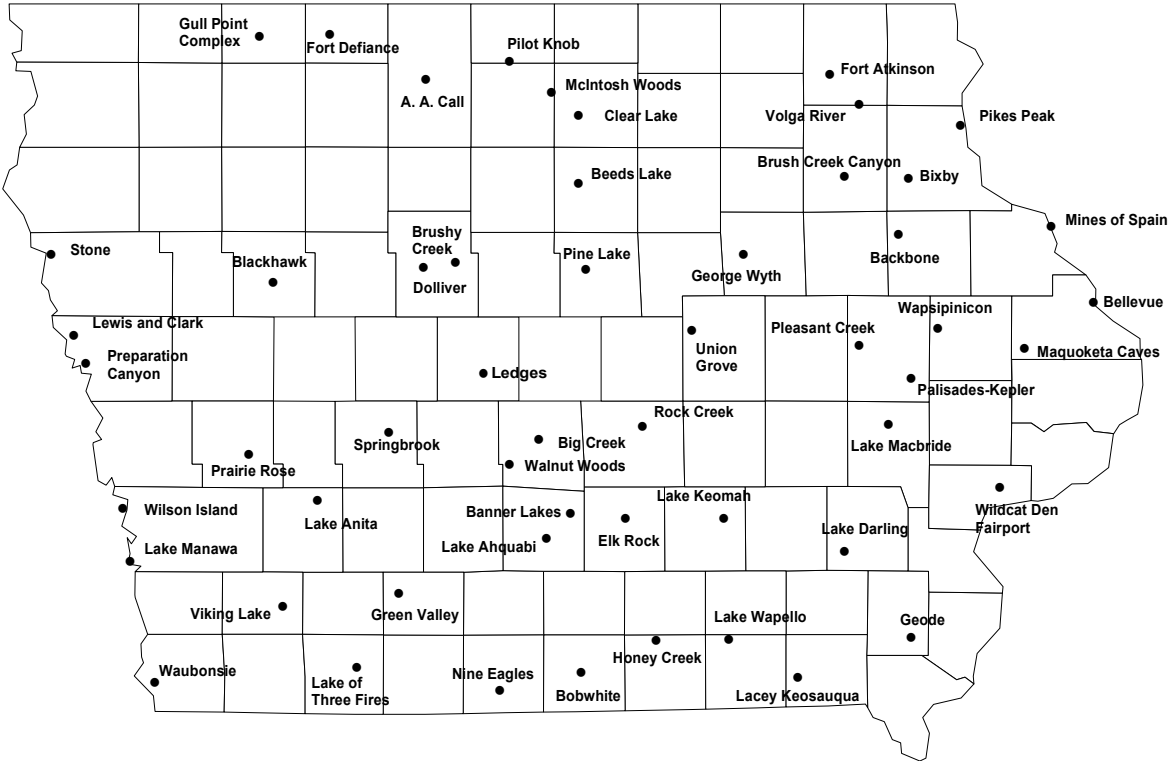 Gull Point
Complex
Fort Defiance
Pilot Knob
Fort Atkinson
A. A. Call
McIntosh Woods
Clear Lake
Volga River
Pikes Peak
Brush Creek Canyon
Bixby
Beeds Lake
Mines of Spain
Stone
Blackhawk
Brushy
Creek
Dolliver
Pine Lake
George Wyth
Backbone
Bellevue
Lewis and Clark
Preparation
Canyon
Ledges
Union
Grove
Pleasant Creek
Wapsipinicon
Maquoketa Caves
Palisades-Kepler
Rock Creek
Springbrook
Big Creek
Walnut Woods
Prairie Rose
Lake Macbride
Wilson Island
Lake Anita
Banner Lakes
Lake Ahquabi
Elk Rock
Lake Keomah
Lake Darling
Wildcat Den
Fairport
Lake Manawa
Viking Lake
Green Valley
Lake Wapello
Geode
Waubonsie
Lake of
Three Fires
Nine Eagles
Bobwhite
Honey Creek
Lacey Keosauqua